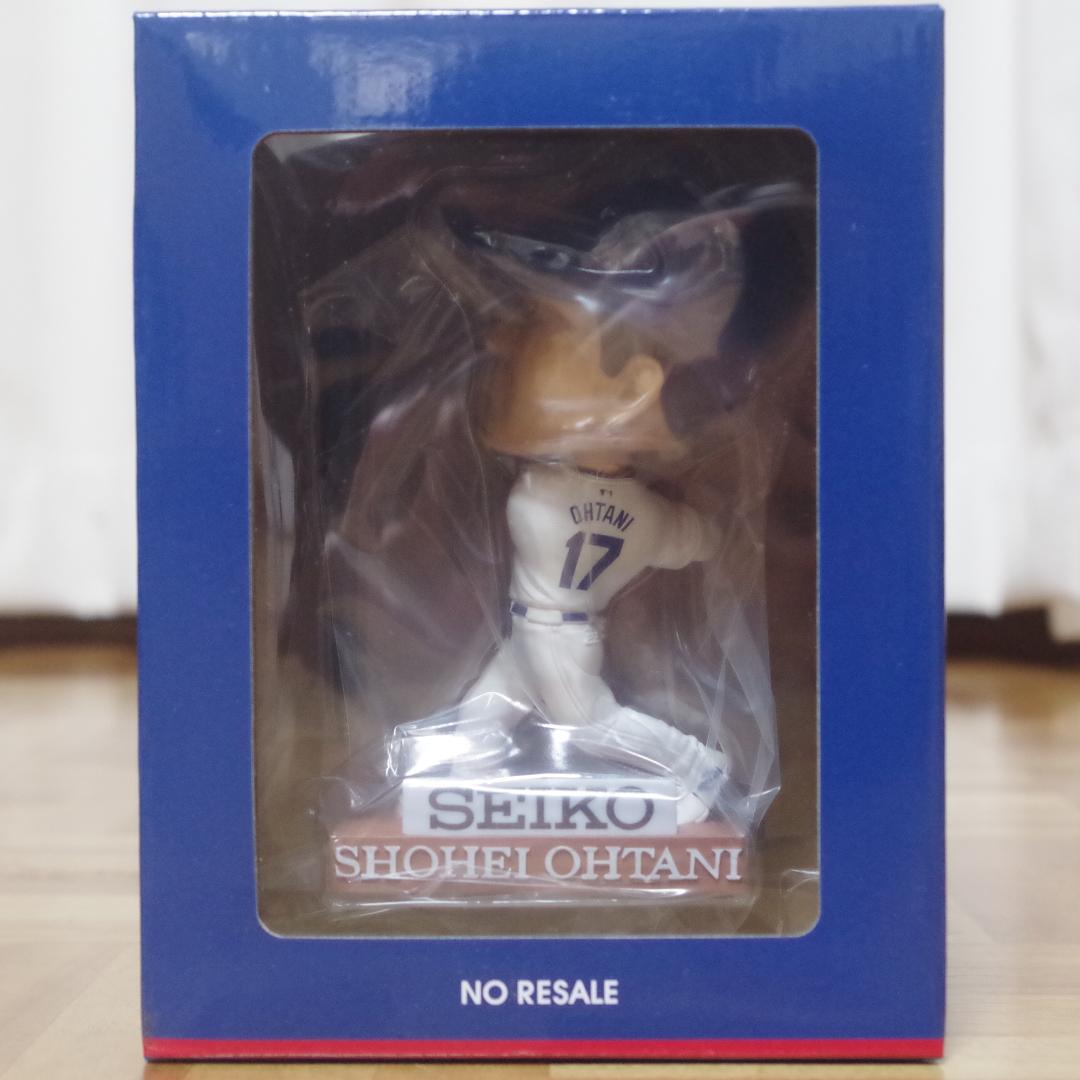 OHTANI
17
SEIKO
SHOHEI OHTANI
NO RESALE